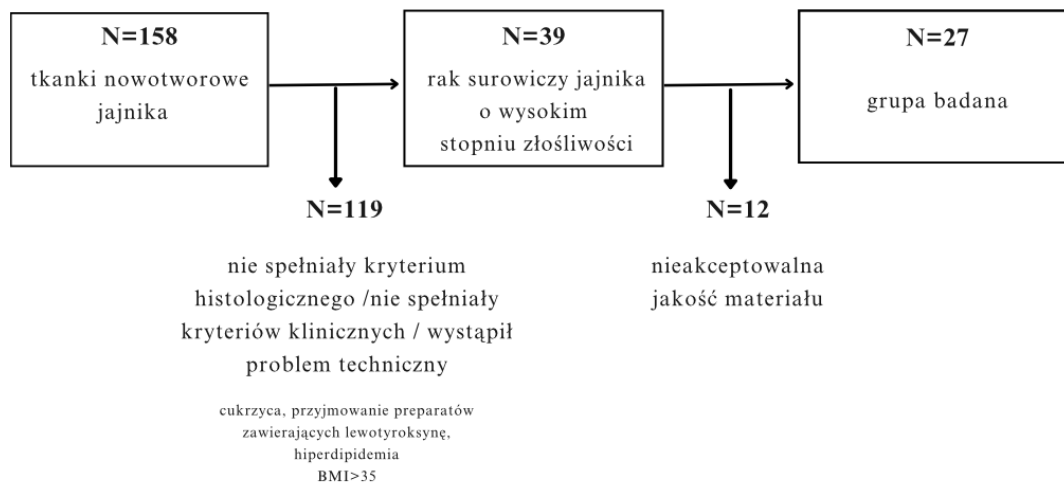 N=158
tkanki nowotworowe
jajnika
N=39
rak surowiczy jajnika
o wysokim
stopniu złośliwości
N=27
grupa badana
N=119
nie spełniały kryterium
histologicznego /nie spełniały
kryteriów klinicznych / wystąpił
problem techniczny
cukrzyca, przyjmowanie preparatów
zawierających lewotyroksynę,
hiperdipidemia
BMI>35
N=12
nieakceptowalna
jakość materiału